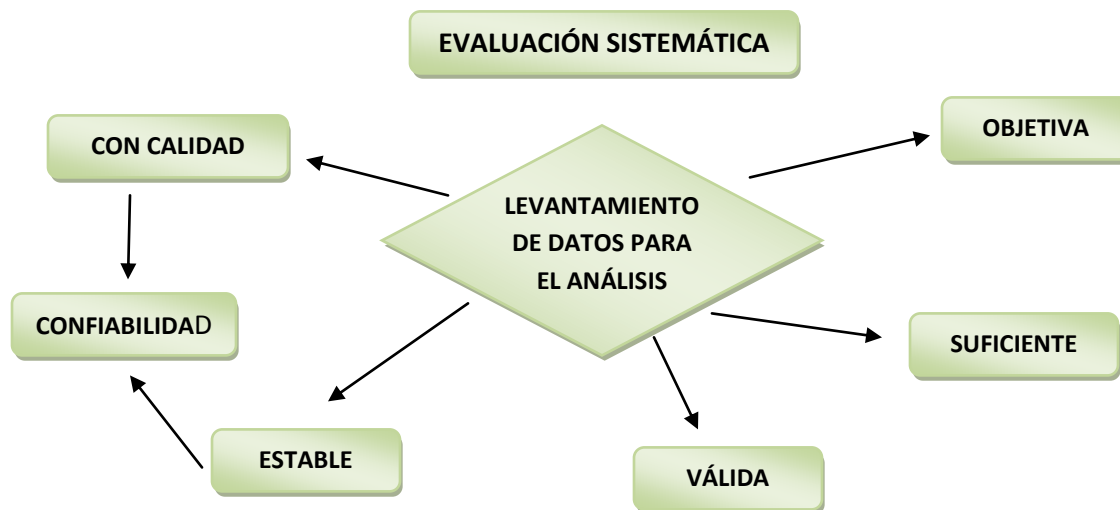 EVALUACIÓN SISTEMÁTICA
OBJETIVA
CON CALIDAD
LEVANTAMIENTO
DE DATOS PARA
EL ANÁLISIS
CONFIABILIDAD
SUFICIENTE
ESTABLE
VÁLIDA